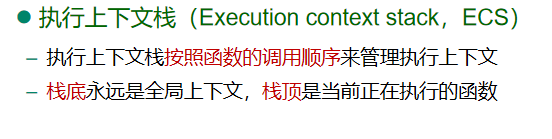 ● 执行上下文栈（Execution context stack，ECS）
– 执行上下文栈按照函数的调用顺序来管理执行上下文
– 栈底永远是全局上下文，栈顶是当前正在执行的函数